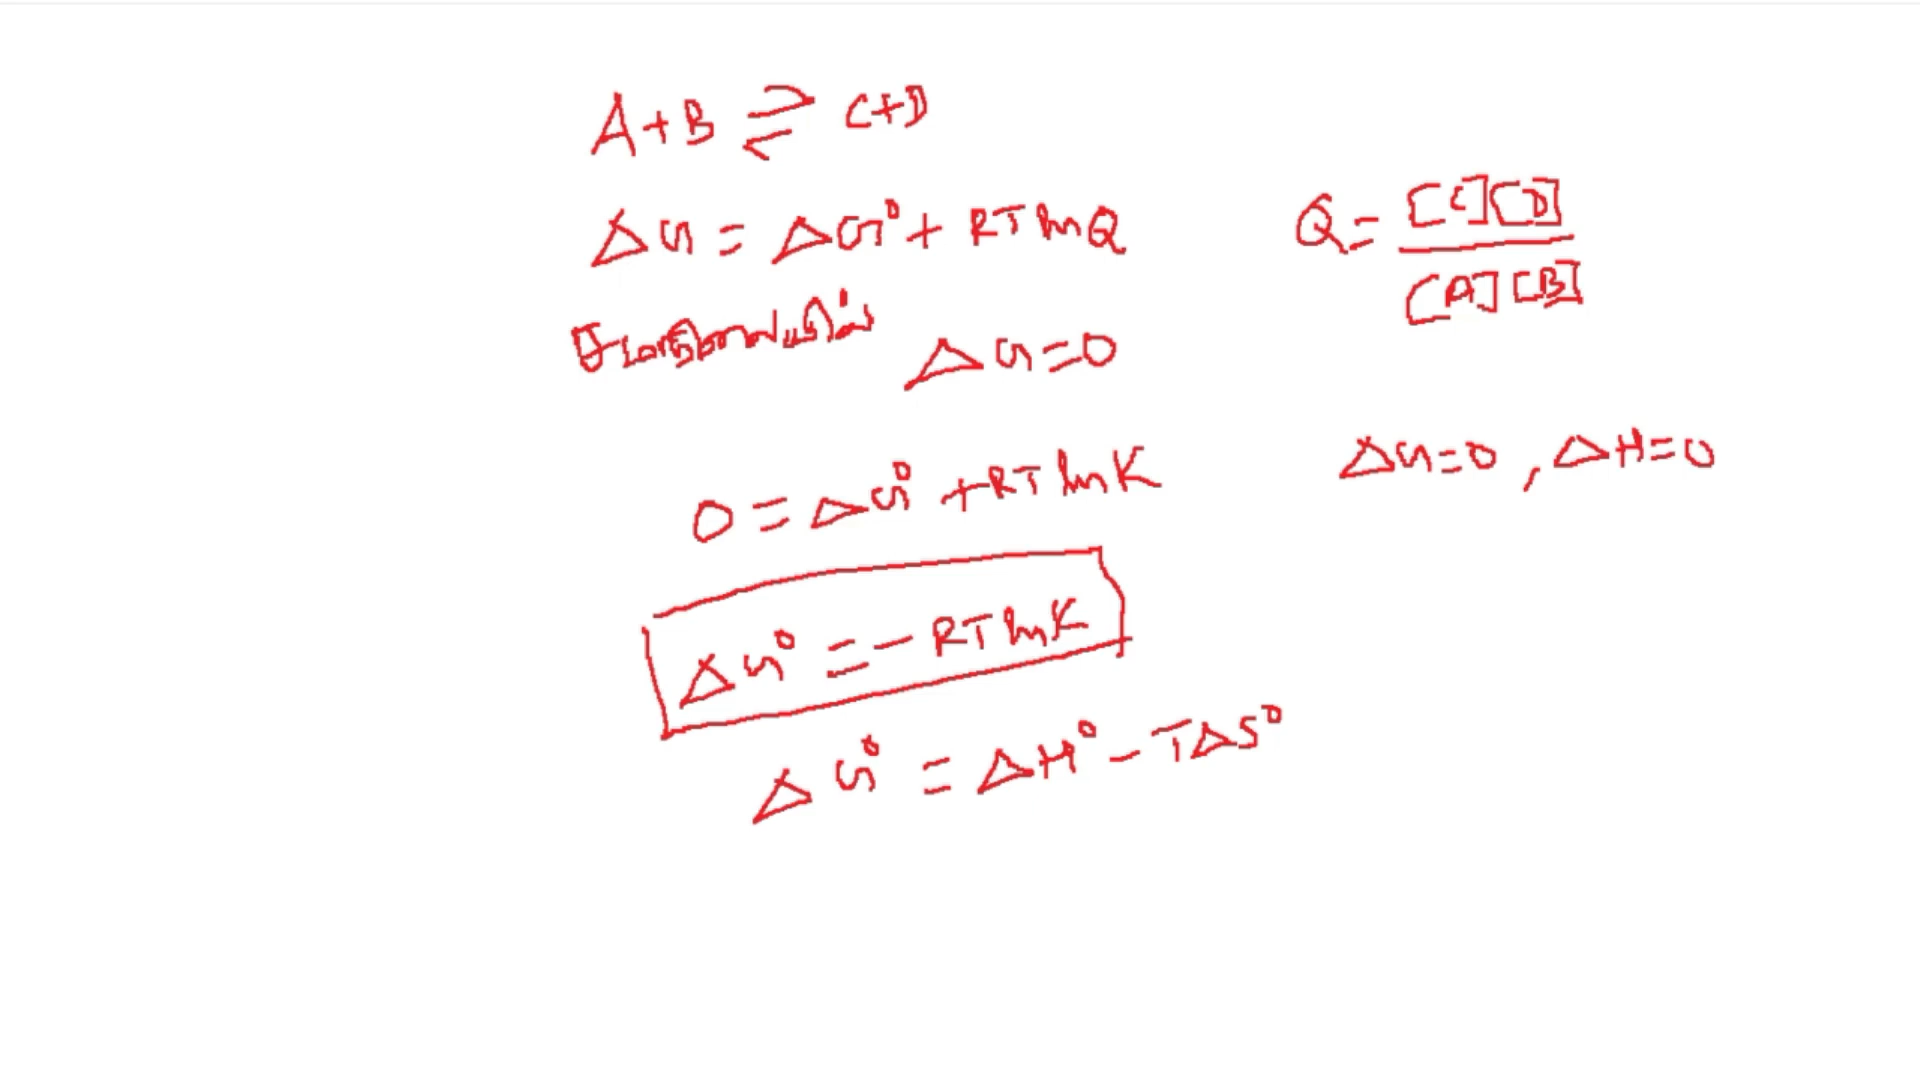 A + B ⇌ C + D
ΔG = ΔG° + RT ln Q
Q = [C][D] / [A][B]
ΔG = 0
0 = ΔG° + RT ln K
ΔG = 0 , ΔH = 0
ΔG° = - RT ln K
ΔG° = ΔH° - TΔS°